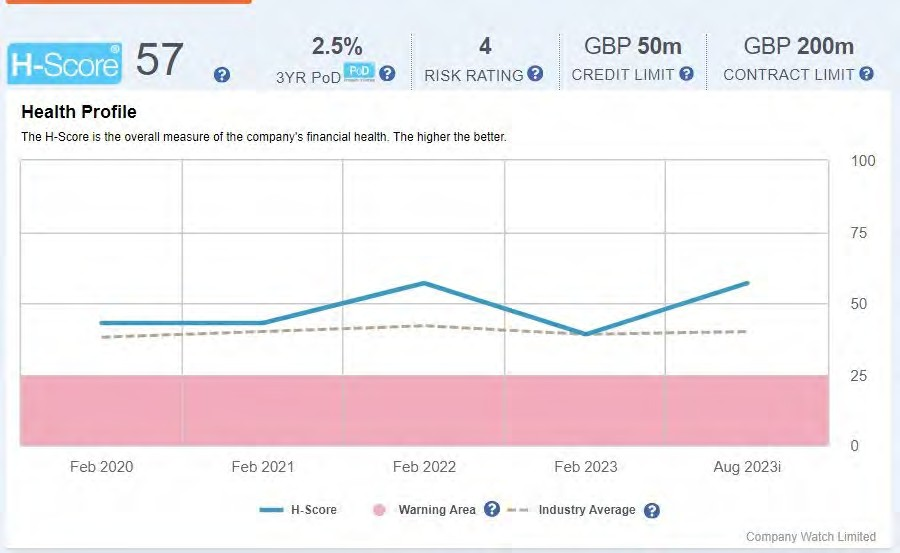 H-Score® 57 ?
2.5%
3YR PoD PoD ?
4
RISK RATING ?
GBP 50m
CREDIT LIMIT ?
GBP 200m
CONTRACT LIMIT ?
Health Profile
The H-Score is the overall measure of the company's financial health. The higher the better.
100
75
50
25
0
Feb 2020 Feb 2021 Feb 2022 Feb 2023 Aug 2023i
H-Score Warning Area ? Industry Average ?
Company Watch Limited